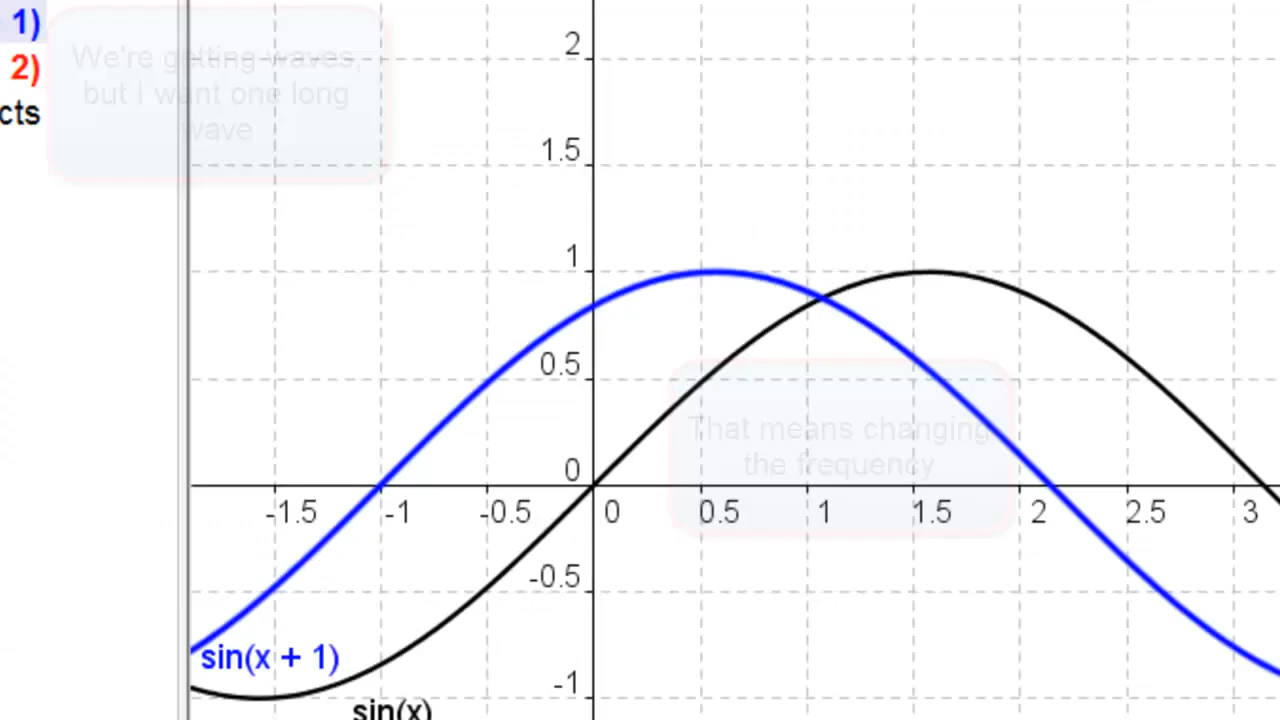 1)
2)
cts
We're getting waves,
but I want one long
wave
2
1.5
1
0.5
0
-0.5
-1
-1.5 -1 -0.5 0 0.5 1 1.5 2 2.5 3
That means changing
the frequency
sin(x + 1)
sin(x)